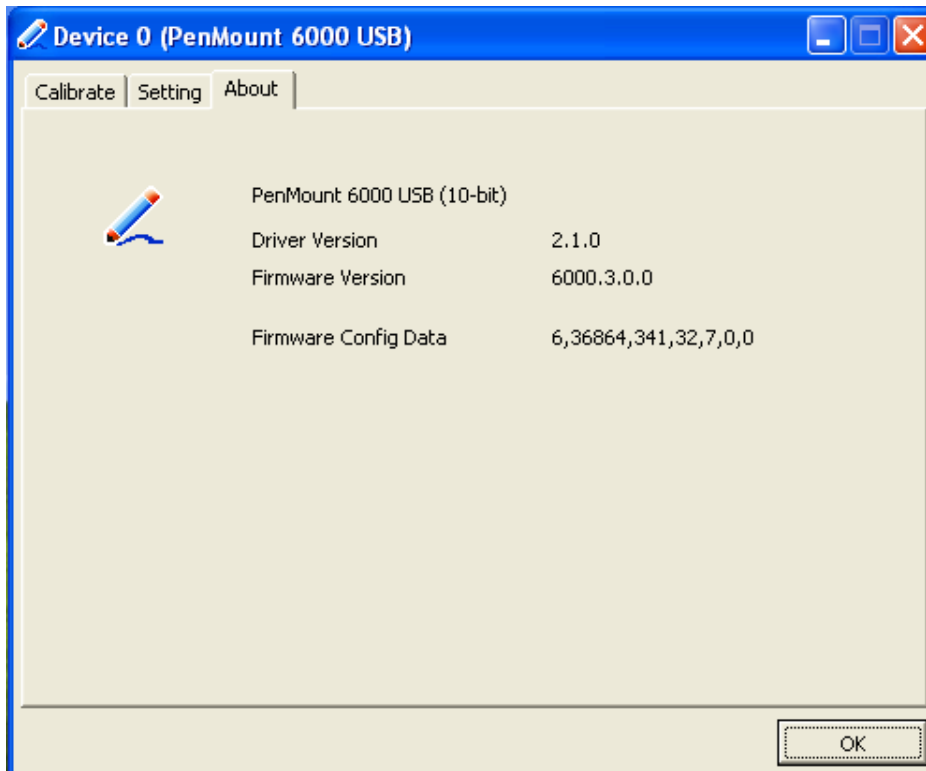 Device 0 (PenMount 6000 USB)
Calibrate Setting About
PenMount 6000 USB (10-bit)
Driver Version 2.1.0
Firmware Version 6000.3.0.0
Firmware Config Data 6,36864,341,32,7,0,0
OK